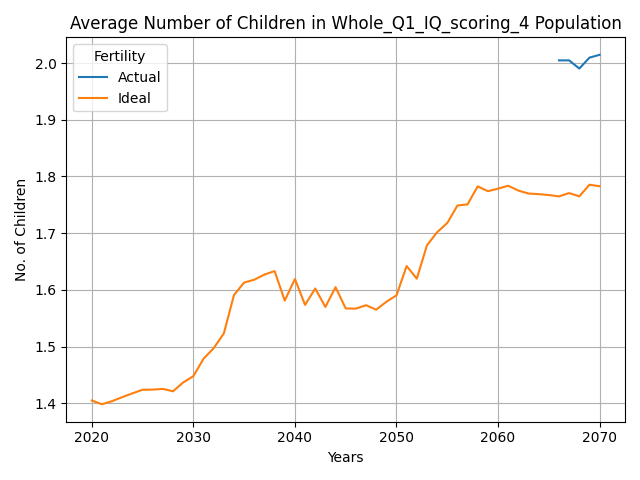 Average Number of Children in Whole_Q1_IQ_scoring_4 Population
Fertility
Actual
Ideal
No. of Children
2.0
1.9
1.8
1.7
1.6
1.5
1.4
2020 2030 2040 2050 2060 2070
Years